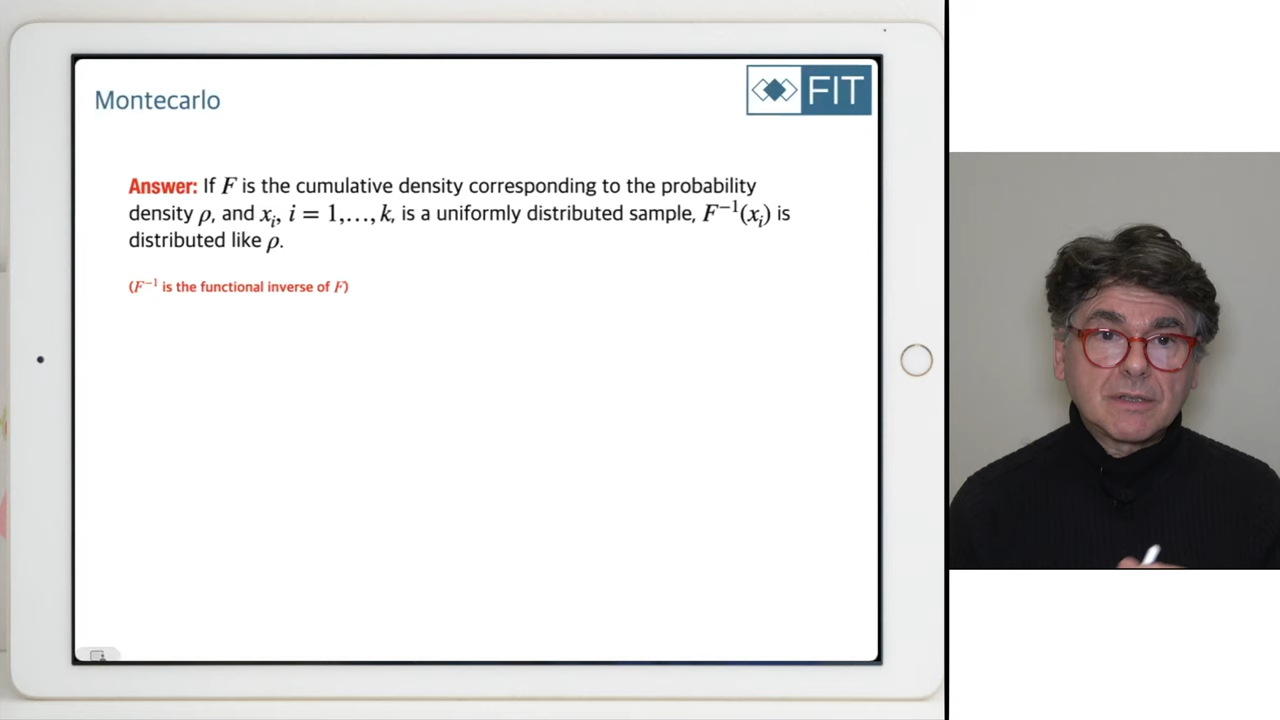 Montecarlo
FIT
Answer: If F is the cumulative density corresponding to the probability
density ρ, and xᵢ, i = 1,…, k, is a uniformly distributed sample, F⁻¹(xᵢ) is
distributed like ρ.
(F⁻¹ is the functional inverse of F)